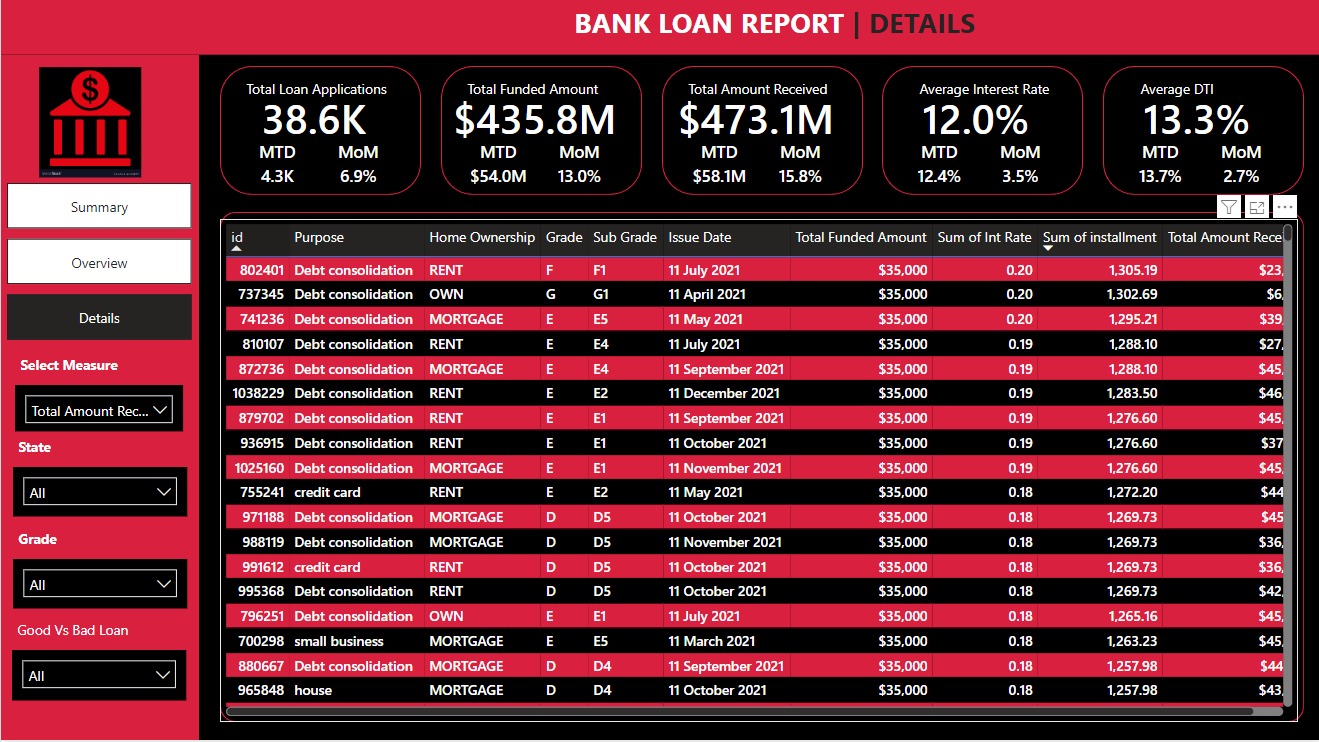 BANK LOAN REPORT | DETAILS
$
Summary
Overview
Details
Select Measure
Total Amount Rec...
State
All
Grade
All
Good Vs Bad Loan
All
Total Loan Applications
38.6K
MTD MoM
4.3K 6.9%
Total Funded Amount
$435.8M
MTD MoM
$54.0M 13.0%
Total Amount Received
$473.1M
MTD MoM
$58.1M 15.8%
Average Interest Rate
12.0%
MTD MoM
12.4% 3.5%
Average DTI
13.3%
MTD MoM
13.7% 2.7%
id Purpose Home Ownership Grade Sub Grade Issue Date Total Funded Amount Sum of Int Rate Sum of installment Total Amount Rece
802401 Debt consolidation RENT F F1 11 July 2021 $35,000 0.20 1,305.19 $23,
737345 Debt consolidation OWN G G1 11 April 2021 $35,000 0.20 1,302.69 $6,
741236 Debt consolidation MORTGAGE E E5 11 May 2021 $35,000 0.20 1,295.21 $39,
810107 Debt consolidation RENT E E4 11 July 2021 $35,000 0.19 1,288.10 $27,
872736 Debt consolidation MORTGAGE E E4 11 September 2021 $35,000 0.19 1,288.10 $45,
1038229 Debt consolidation RENT E E2 11 December 2021 $35,000 0.19 1,283.50 $46,
879702 Debt consolidation RENT E E1 11 September 2021 $35,000 0.19 1,276.60 $45,
936915 Debt consolidation RENT E E1 11 October 2021 $35,000 0.19 1,276.60 $37
1025160 Debt consolidation MORTGAGE E E1 11 November 2021 $35,000 0.19 1,276.60 $45,
755241 credit card RENT E E2 11 May 2021 $35,000 0.18 1,272.20 $44
971188 Debt consolidation MORTGAGE D D5 11 October 2021 $35,000 0.18 1,269.73 $45
988119 Debt consolidation MORTGAGE D D5 11 November 2021 $35,000 0.18 1,269.73 $36,
991612 credit card RENT D D5 11 October 2021 $35,000 0.18 1,269.73 $36,
995368 Debt consolidation RENT D D5 11 October 2021 $35,000 0.18 1,269.73 $42,
796251 Debt consolidation OWN E E1 11 July 2021 $35,000 0.18 1,265.16 $45,
700298 small business MORTGAGE E E5 11 March 2021 $35,000 0.18 1,263.23 $45,
880667 Debt consolidation MORTGAGE D D4 11 September 2021 $35,000 0.18 1,257.98 $44
965848 house MORTGAGE D D4 11 October 2021 $35,000 0.18 1,257.98 $43,